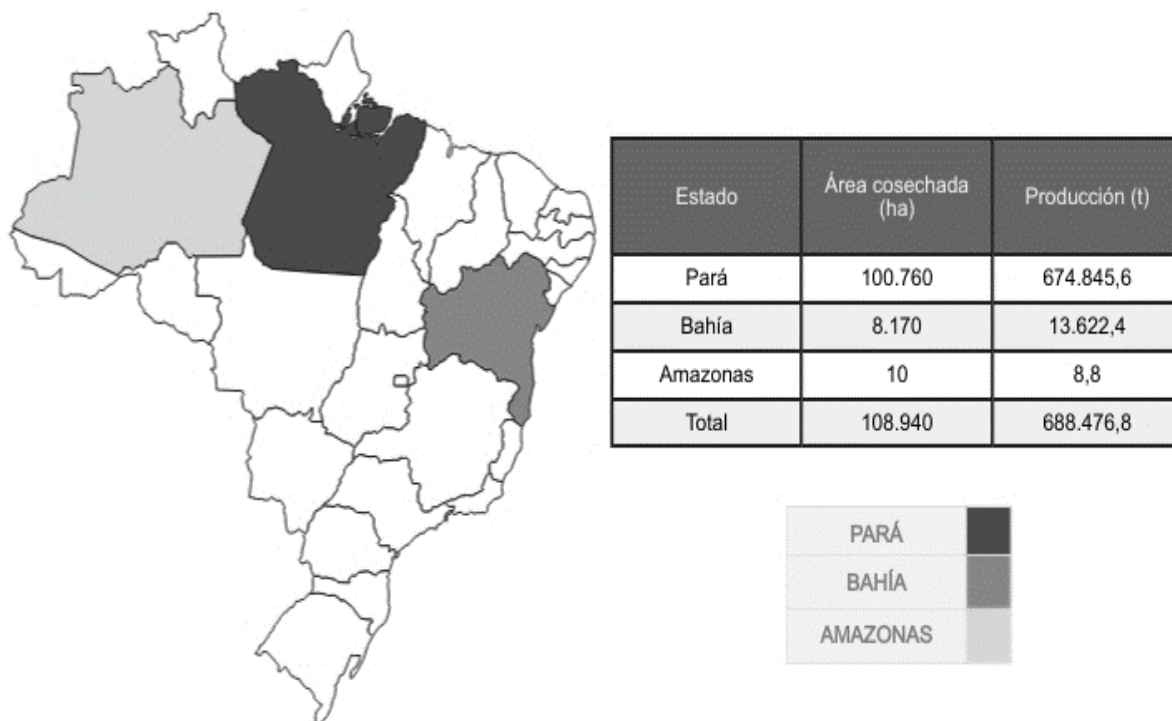 Estado
Área cosechada
(ha)
Producción (t)
Pará
100.760
674.845,6
Bahía
8.170
13.622,4
Amazonas
10
8,8
Total
108.940
688.476,8
PARÁ
BAHÍA
AMAZONAS